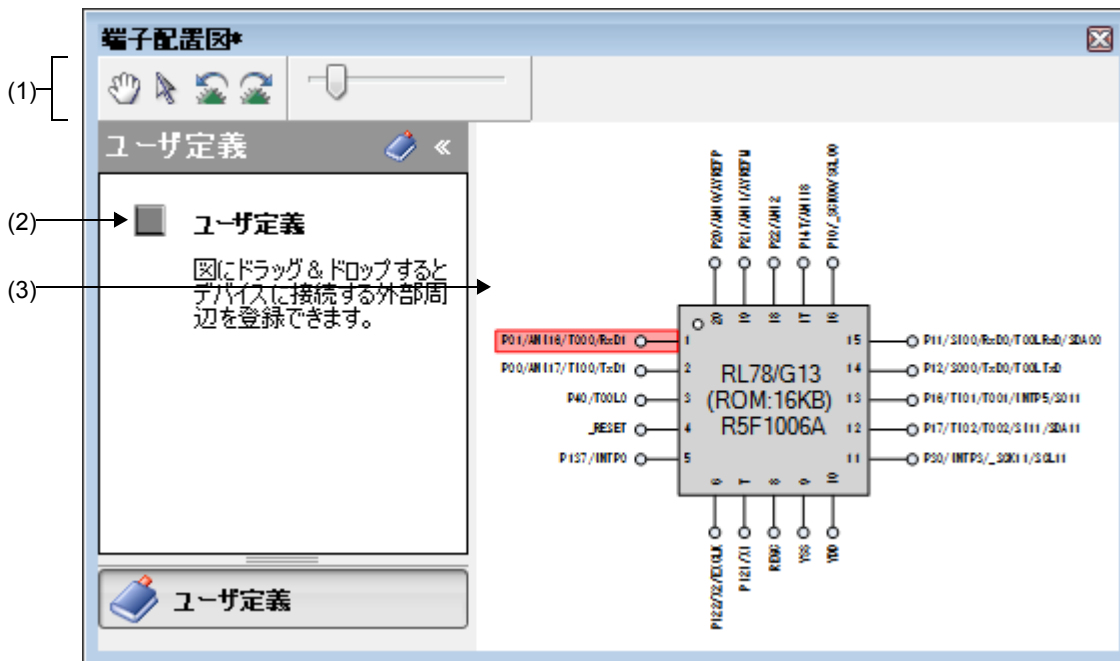 端子配置図*
(1)
ユーザ定義
«
(2)
ユーザ定義
図にドラッグ＆ドロップすると
デバイスに接続する外部周
辺を登録できます。
(3)
ユーザ定義
P20/ANI0/AVREFP
P21/ANI1/AVREFM
P22/ANI2
P147/ANI18
P10/_SCK00/SCL00
20
19
18
17
16
P01/ANI16/TO00/RxD1
1
P00/ANI17/TI00/TxD1
2
P40/TOOL0
3
_RESET
4
P137/INTP0
5
RL78/G13
(ROM:16KB)
R5F1006A
15
P11/SI00/RxD0/TOOLRxD/SDA00
14
P12/SO00/TxD0/TOOLTxD
13
P16/TI01/TO01/INTP5/SO11
12
P17/TI02/TO02/SI11/SDA11
11
P30/INTP3/_SCK11/SCL11
6
7
8
9
10
P122/X2/EXCLK
P121/X1
REGC
VSS
VDD